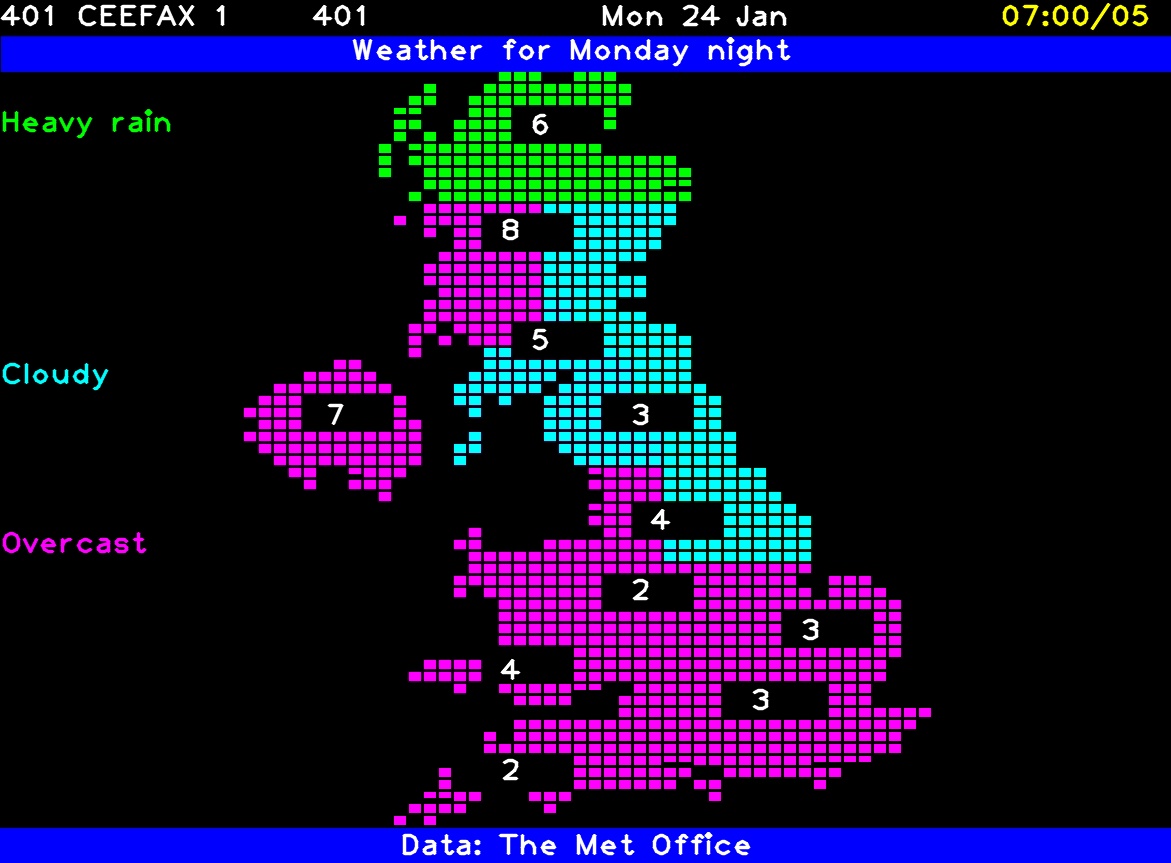 401 CEEFAX 1 401 Mon 24 Jan 07:00/05
Weather for Monday night
Heavy rain
6
8
5
Cloudy
7
3
4
Overcast
2
3
4
3
2
Data: The Met Office